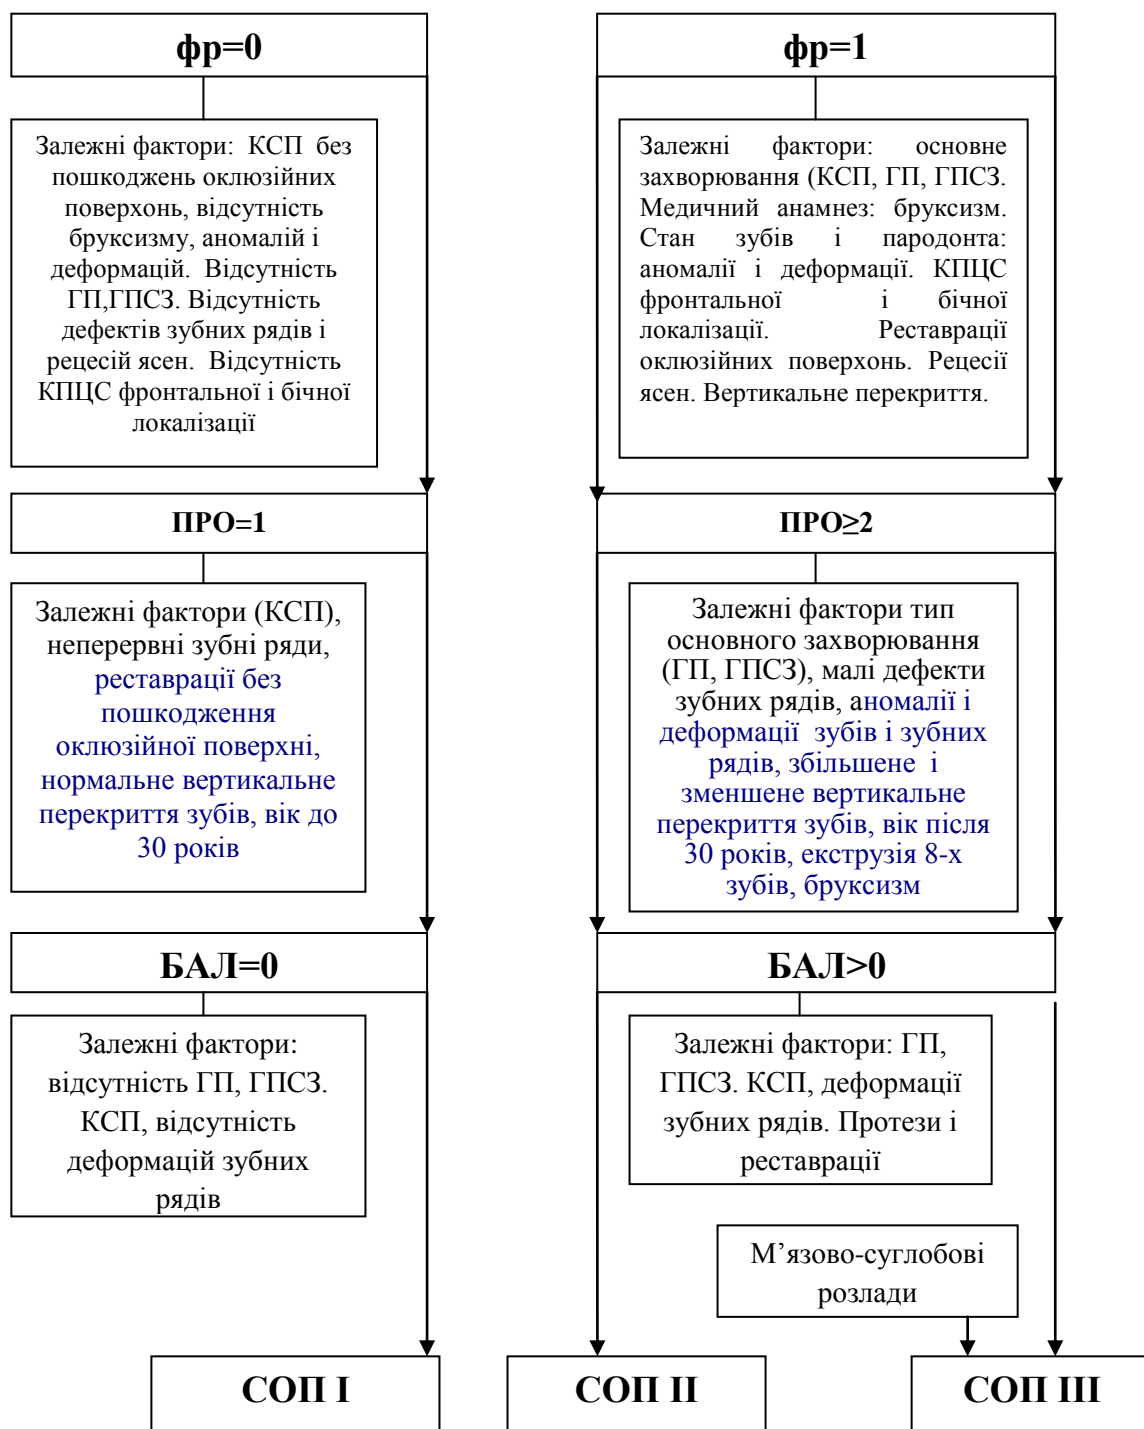 фр=0
фр=1
Залежні фактори: КСП без
пошкоджень оклюзійних
поверхонь, відсутність
бруксизму, аномалій і
деформацій. Відсутність
ГП,ГПСЗ. Відсутність
дефектів зубних рядів і
рецесій ясен. Відсутність
КПЦС фронтальної і бічної
локалізації
Залежні фактори: основне
захворювання (КСП, ГП, ГПСЗ.
Медичний анамнез: бруксизм.
Стан зубів і пародонта:
аномалії і деформації. КПЦС
фронтальної і бічної
локалізації. Реставрації
оклюзійних поверхонь. Рецесії
ясен. Вертикальне перекриття.
ПРО=1
ПРО≥2
Залежні фактори (КСП),
неперервні зубні ряди,
реставрації без
пошкодження
оклюзійної поверхні,
нормальне вертикальне
перекриття зубів, вік до
30 років
Залежні фактори тип
основного захворювання
(ГП, ГПСЗ), малі дефекти
зубних рядів, аномалії і
деформації зубів і зубних
рядів, збільшене і
зменшене вертикальне
перекриття зубів, вік після
30 років, екструзія 8-х
зубів, бруксизм
БАЛ=0
БАЛ>0
Залежні фактори:
відсутність ГП, ГПСЗ.
КСП, відсутність
деформацій зубних
рядів
Залежні фактори: ГП,
ГПСЗ. КСП, деформації
зубних рядів. Протези і
реставрації
М’язово-суглобові
розлади
СОП I
СОП II
СОП III